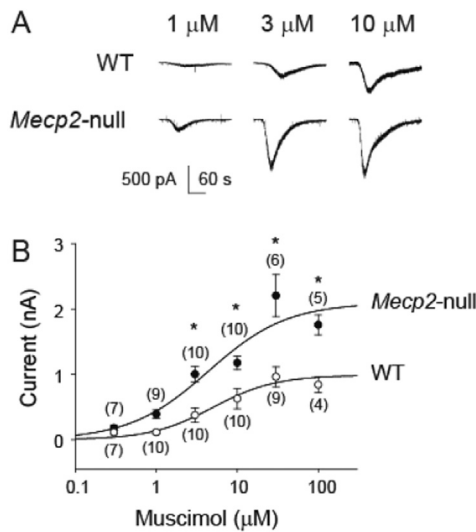 A
1 μM 3 μM 10 μM
WT
Mecp2-null
500 pA 60 s
B
3
2
1
0
Current (nA)
*
(6)
*
(5)
*
(10)
*
(10)
(9)
(7)
Mecp2-null
WT
(7)
(10)
(10)
(10)
(9)
(4)
0.1 1 10 100
Muscimol (μM)